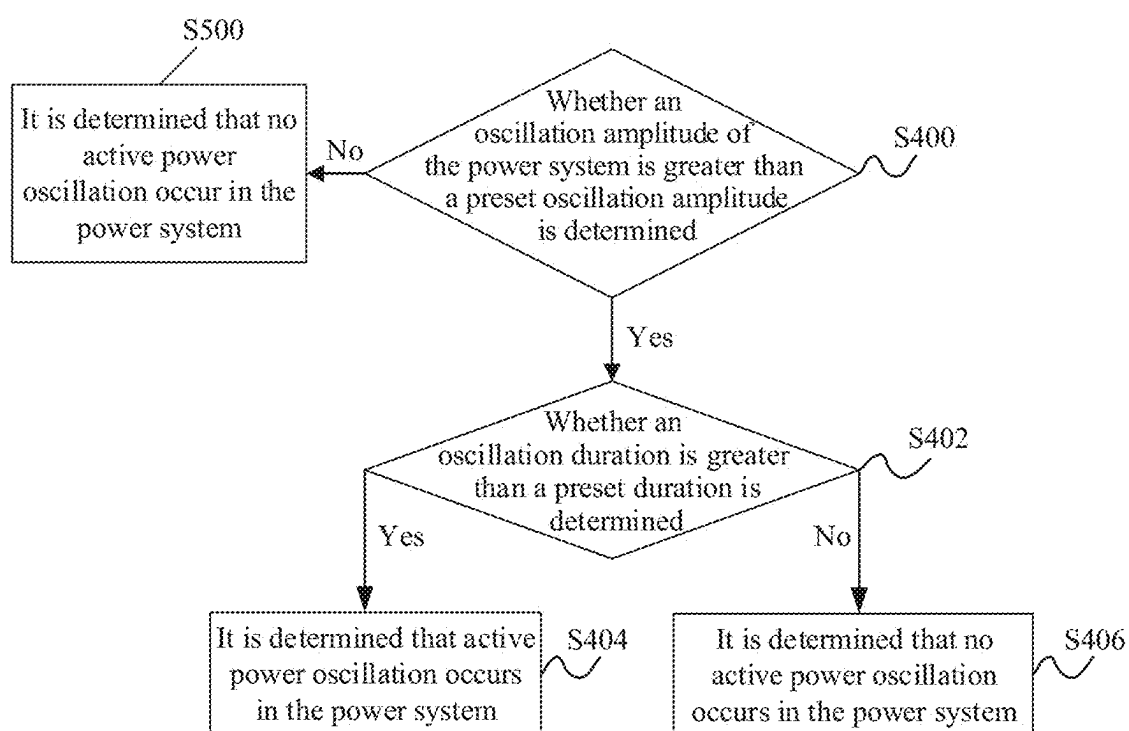 S500
It is determined that no
active power
oscillation occur in the
power system
No
Whether an
oscillation amplitude of
the power system is greater than
a preset oscillation amplitude
is determined
S400
Yes
Whether an
oscillation duration is greater
than a preset duration is
determined
S402
Yes
No
It is determined that active
power oscillation occurs
in the power system
S404
It is determined that no
active power oscillation
occurs in the power system
S406